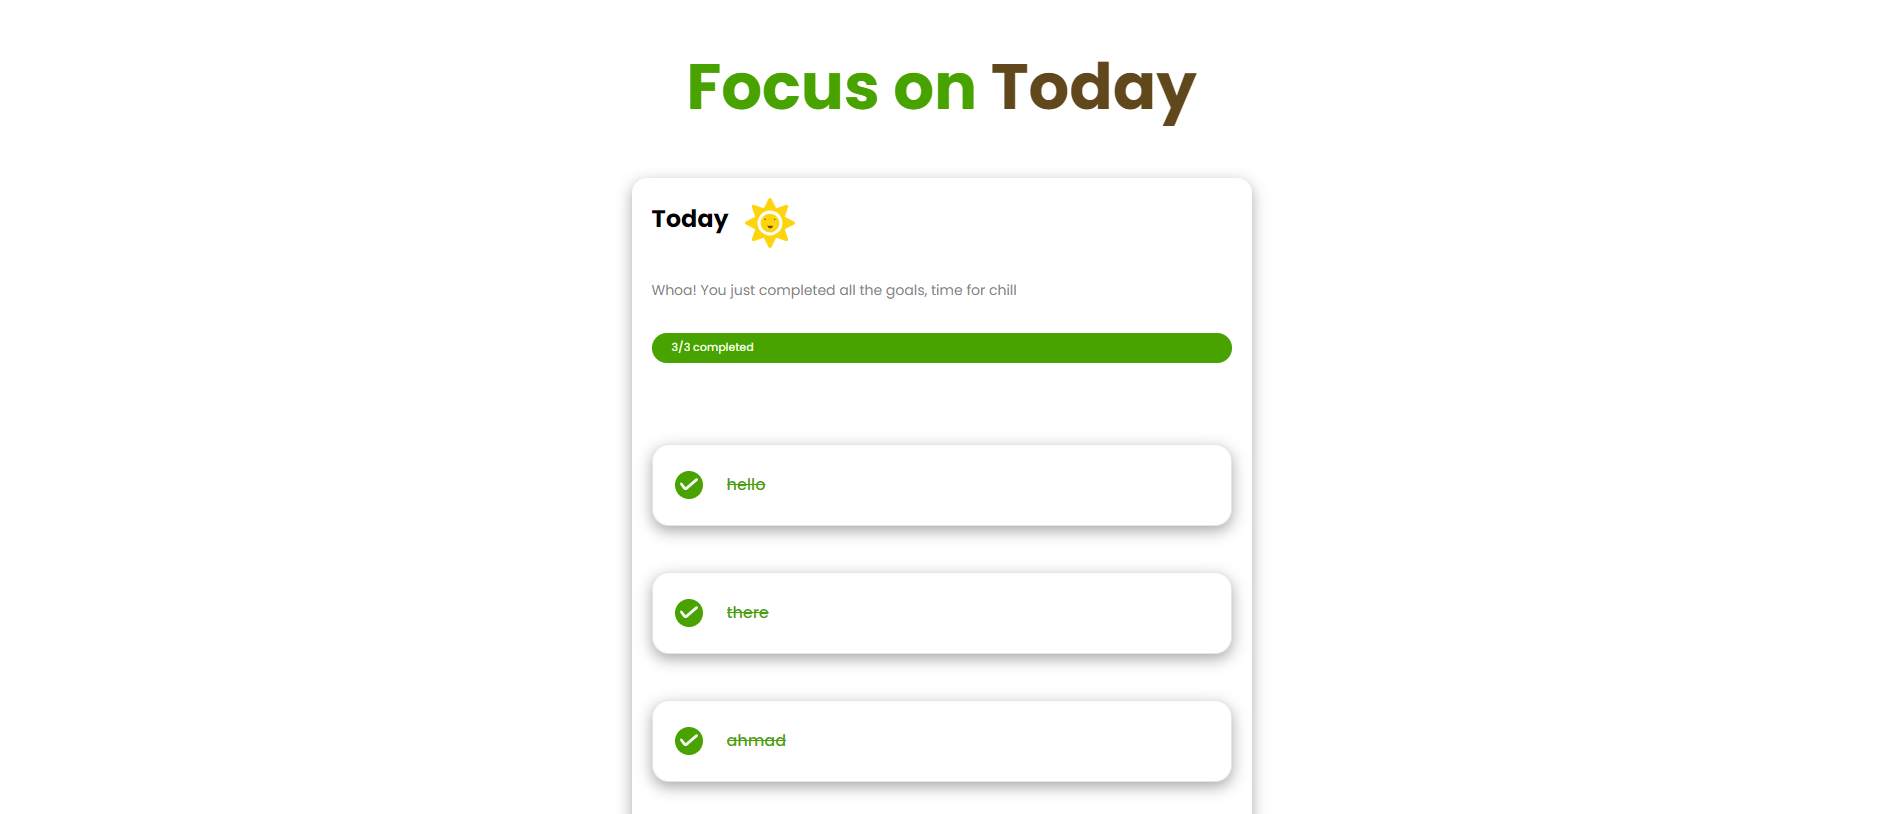 Focus on Today
Today
Whoa! You just completed all the goals, time for chill
3/3 completed
hello
there
ahmad